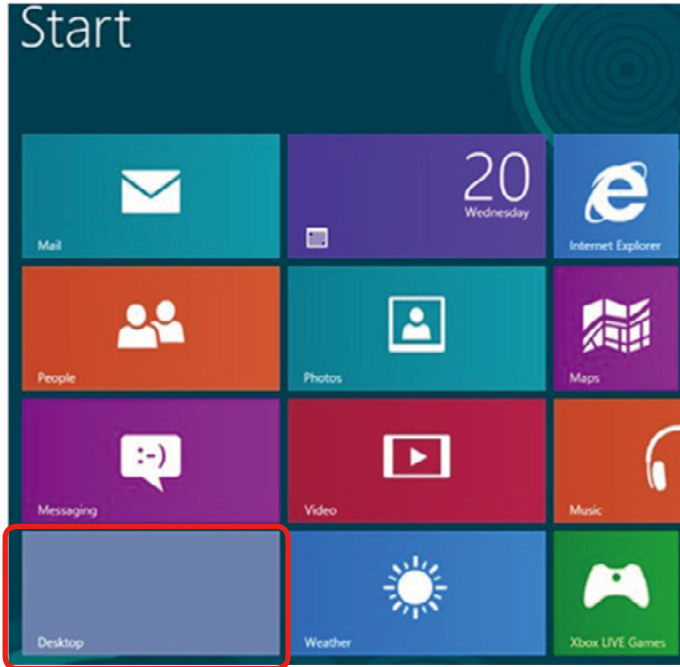 Start
20
Wednesday
Mail
Internet Explorer
People
Photos
Maps
:-)
Messaging
Video
Music
Desktop
Weather
Xbox LIVE Games